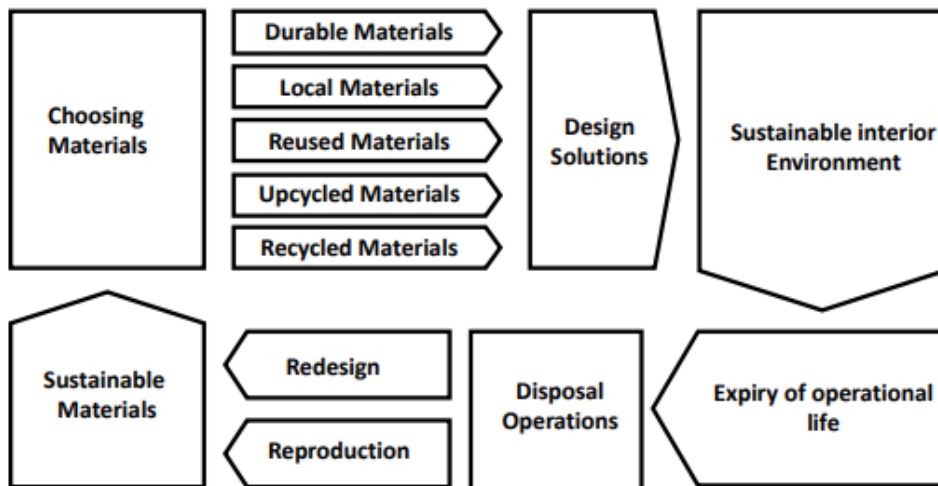 Choosing
Materials
Durable Materials
Local Materials
Reused Materials
Upcycled Materials
Recycled Materials
Design
Solutions
Sustainable interior
Environment
Sustainable
Materials
Redesign
Reproduction
Disposal
Operations
Expiry of operational
life